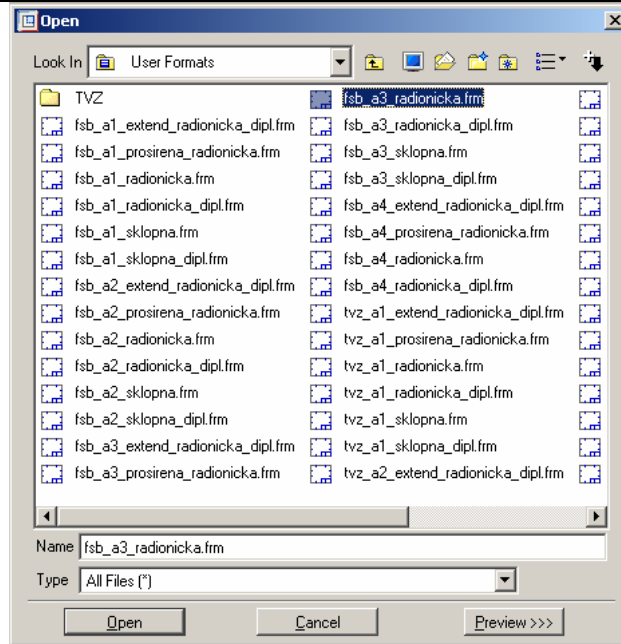 Open
Look In User Formats
TVZ
fsb_a1_extend_radionicka_dipl.frm
fsb_a1_prosirena_radionicka.frm
fsb_a1_radionicka.frm
fsb_a1_radionicka_dipl.frm
fsb_a1_sklopna.frm
fsb_a1_sklopna_dipl.frm
fsb_a2_extend_radionicka_dipl.frm
fsb_a2_prosirena_radionicka.frm
fsb_a2_radionicka.frm
fsb_a2_radionicka_dipl.frm
fsb_a2_sklopna.frm
fsb_a2_sklopna_dipl.frm
fsb_a3_extend_radionicka_dipl.frm
fsb_a3_prosirena_radionicka.frm
fsb_a3_radionicka.frm
fsb_a3_radionicka_dipl.frm
fsb_a3_sklopna.frm
fsb_a3_sklopna_dipl.frm
fsb_a4_extend_radionicka_dipl.frm
fsb_a4_prosirena_radionicka.frm
fsb_a4_radionicka.frm
fsb_a4_radionicka_dipl.frm
tvz_a1_extend_radionicka_dipl.frm
tvz_a1_prosirena_radionicka.frm
tvz_a1_radionicka.frm
tvz_a1_radionicka_dipl.frm
tvz_a1_sklopna.frm
tvz_a1_sklopna_dipl.frm
tvz_a2_extend_radionicka_dipl.frm
Name fsb_a3_radionicka.frm
Type All Files (*)
Open Cancel Preview >>>